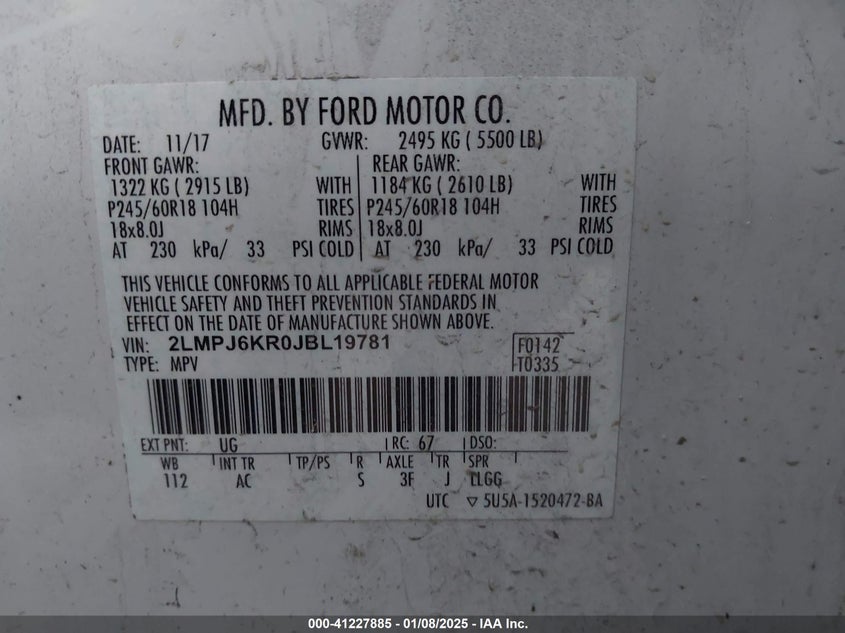 MFD. BY FORD MOTOR CO.
DATE: 11/17 GVWR: 2495 KG ( 5500 LB)
FRONT GAWR: REAR GAWR:
1322 KG ( 2915 LB) WITH 1184 KG ( 2610 LB) WITH
P245/60R18 104H TIRES P245/60R18 104H TIRES
18x8.0J RIMS 18x8.0J RIMS
AT 230 kPa/ 33 PSI COLD AT 230 kPa/ 33 PSI COLD
THIS VEHICLE CONFORMS TO ALL APPLICABLE FEDERAL MOTOR
VEHICLE SAFETY AND THEFT PREVENTION STANDARDS IN
EFFECT ON THE DATE OF MANUFACTURE SHOWN ABOVE.
VIN: 2LMPJ6KR0JBL19781 F0142
TYPE: MPV T0335
EXT PNT: UG RC: 67 DSO:
WB INT TR TP/PS R AXLE TR SPR
112 AC S 3F J LLGG
UTC ▽ 5U5A-1520472-BA
000-41227885 - 01/08/2025 - IAA Inc.